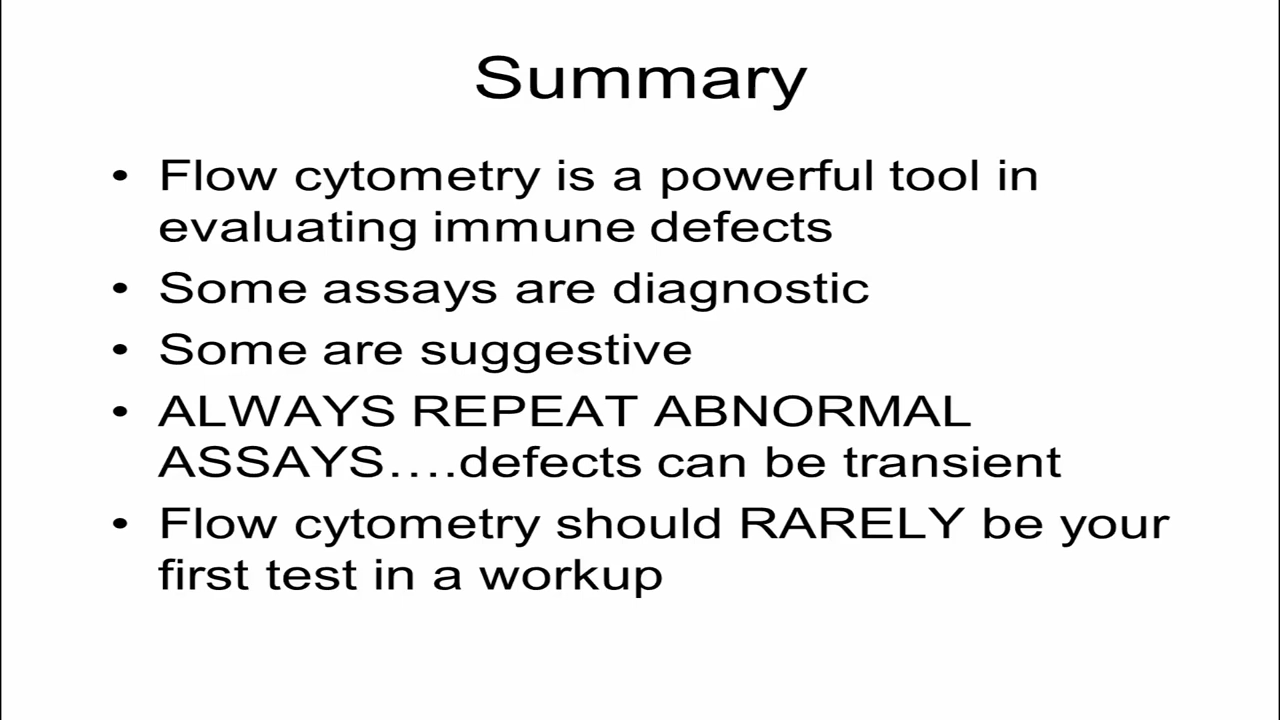 Summary
• Flow cytometry is a powerful tool in
evaluating immune defects
• Some assays are diagnostic
• Some are suggestive
• ALWAYS REPEAT ABNORMAL
ASSAYS….defects can be transient
• Flow cytometry should RARELY be your
first test in a workup